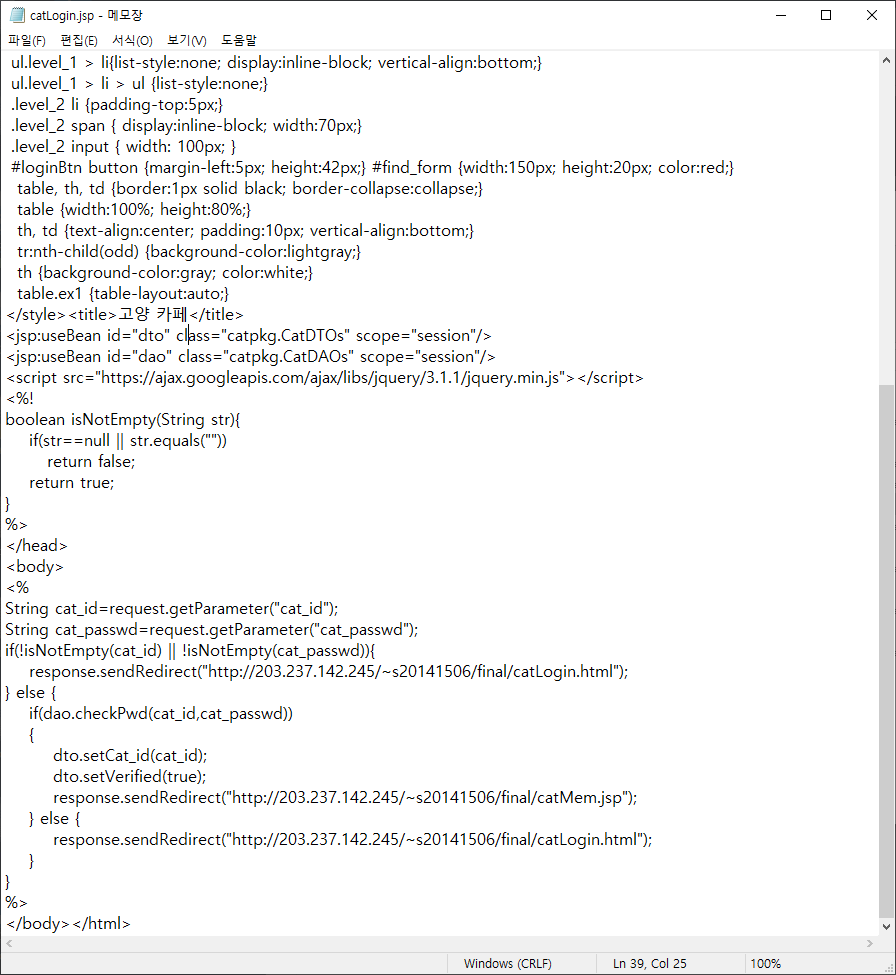 catLogin.jsp - 메모장
파일(F) 편집(E) 서식(O) 보기(V) 도움말
ul.level_1 > li{list-style:none; display:inline-block; vertical-align:bottom;}
ul.level_1 > li > ul {list-style:none;}
.level_2 li {padding-top:5px;}
.level_2 span { display:inline-block; width:70px;}
.level_2 input { width: 100px; }
#loginBtn button {margin-left:5px; height:42px;} #find_form {width:150px; height:20px; color:red;}
table, th, td {border:1px solid black; border-collapse:collapse;}
table {width:100%; height:80%;}
th, td {text-align:center; padding:10px; vertical-align:bottom;}
tr:nth-child(odd) {background-color:lightgray;}
th {background-color:gray; color:white;}
table.ex1 {table-layout:auto;}
</style><title>고양 카페</title>
<jsp:useBean id="dto" class="catpkg.CatDTOs" scope="session"/>
<jsp:useBean id="dao" class="catpkg.CatDAOs" scope="session"/>
<script src="https://ajax.googleapis.com/ajax/libs/jquery/3.1.1/jquery.min.js"></script>
<%!
boolean isNotEmpty(String str){
if(str==null || str.equals(""))
return false;
return true;
}
%>
</head>
<body>
<%
String cat_id=request.getParameter("cat_id");
String cat_passwd=request.getParameter("cat_passwd");
if(!isNotEmpty(cat_id) || !isNotEmpty(cat_passwd)){
response.sendRedirect("http://203.237.142.245/~s20141506/final/catLogin.html");
} else {
if(dao.checkPwd(cat_id,cat_passwd))
{
dto.setCat_id(cat_id);
dto.setVerified(true);
response.sendRedirect("http://203.237.142.245/~s20141506/final/catMem.jsp");
} else {
response.sendRedirect("http://203.237.142.245/~s20141506/final/catLogin.html");
}
}
%>
</body></html>
Windows (CRLF) Ln 39, Col 25 100%